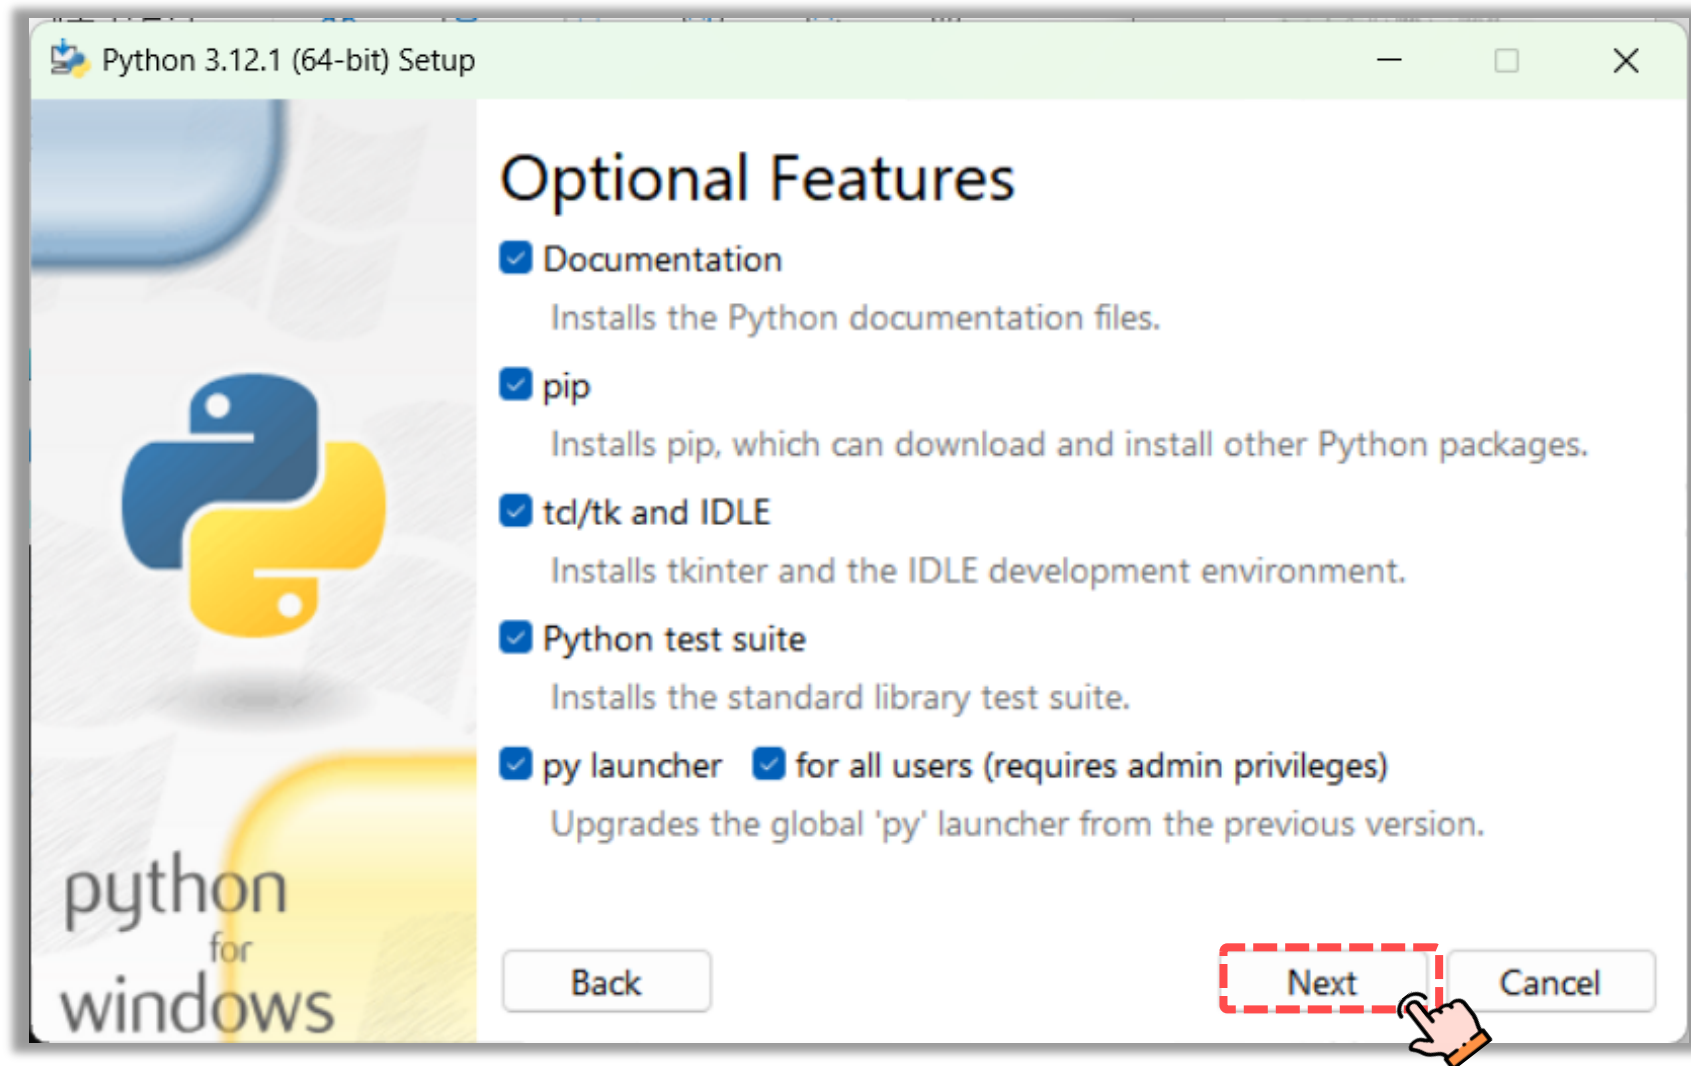 Python 3.12.1 (64-bit) Setup
Optional Features
Documentation
Installs the Python documentation files.
pip
Installs pip, which can download and install other Python packages.
tcl/tk and IDLE
Installs tkinter and the IDLE development environment.
Python test suite
Installs the standard library test suite.
py launcher for all users (requires admin privileges)
Upgrades the global 'py' launcher from the previous version.
python
for
windows
Back Next Cancel